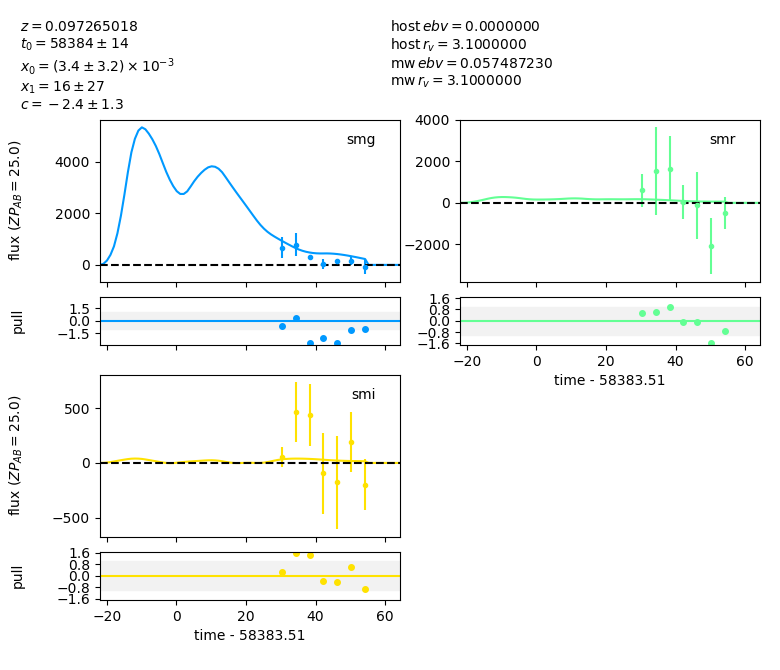 z = 0.097265018
t₀ = 58384 ± 14
x₀ = (3.4 ± 3.2) × 10⁻³
x₁ = 16 ± 27
c = − 2.4 ± 1.3
host ebv = 0.0000000
host r_v = 3.1000000
mw ebv = 0.057487230
mw r_v = 3.1000000
flux (ZP_AB = 25.0)
4000
2000
0
smg
4000
2000
0
−2000
smr
pull
1.5
0.0
−1.5
1.6
0.8
0.0
−0.8
−1.6
−20 0 20 40 60
time - 58383.51
flux (ZP_AB = 25.0)
500
0
−500
smi
pull
1.6
0.8
0.0
−0.8
−1.6
−20 0 20 40 60
time - 58383.51